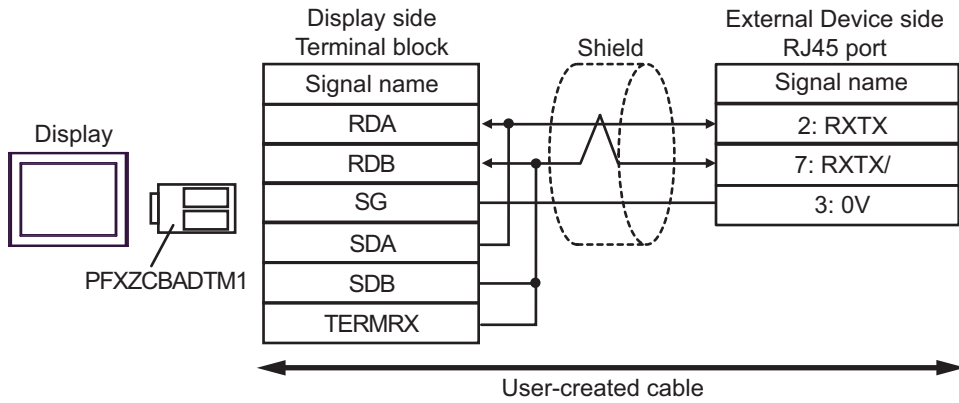 Display side
Terminal block
Shield
External Device side
RJ45 port
Signal name
Signal name
RDA
2: RXTX
Display
RDB
7: RXTX/
SG
3: 0V
SDA
PFXZCBADTM1
SDB
TERMRX
User-created cable